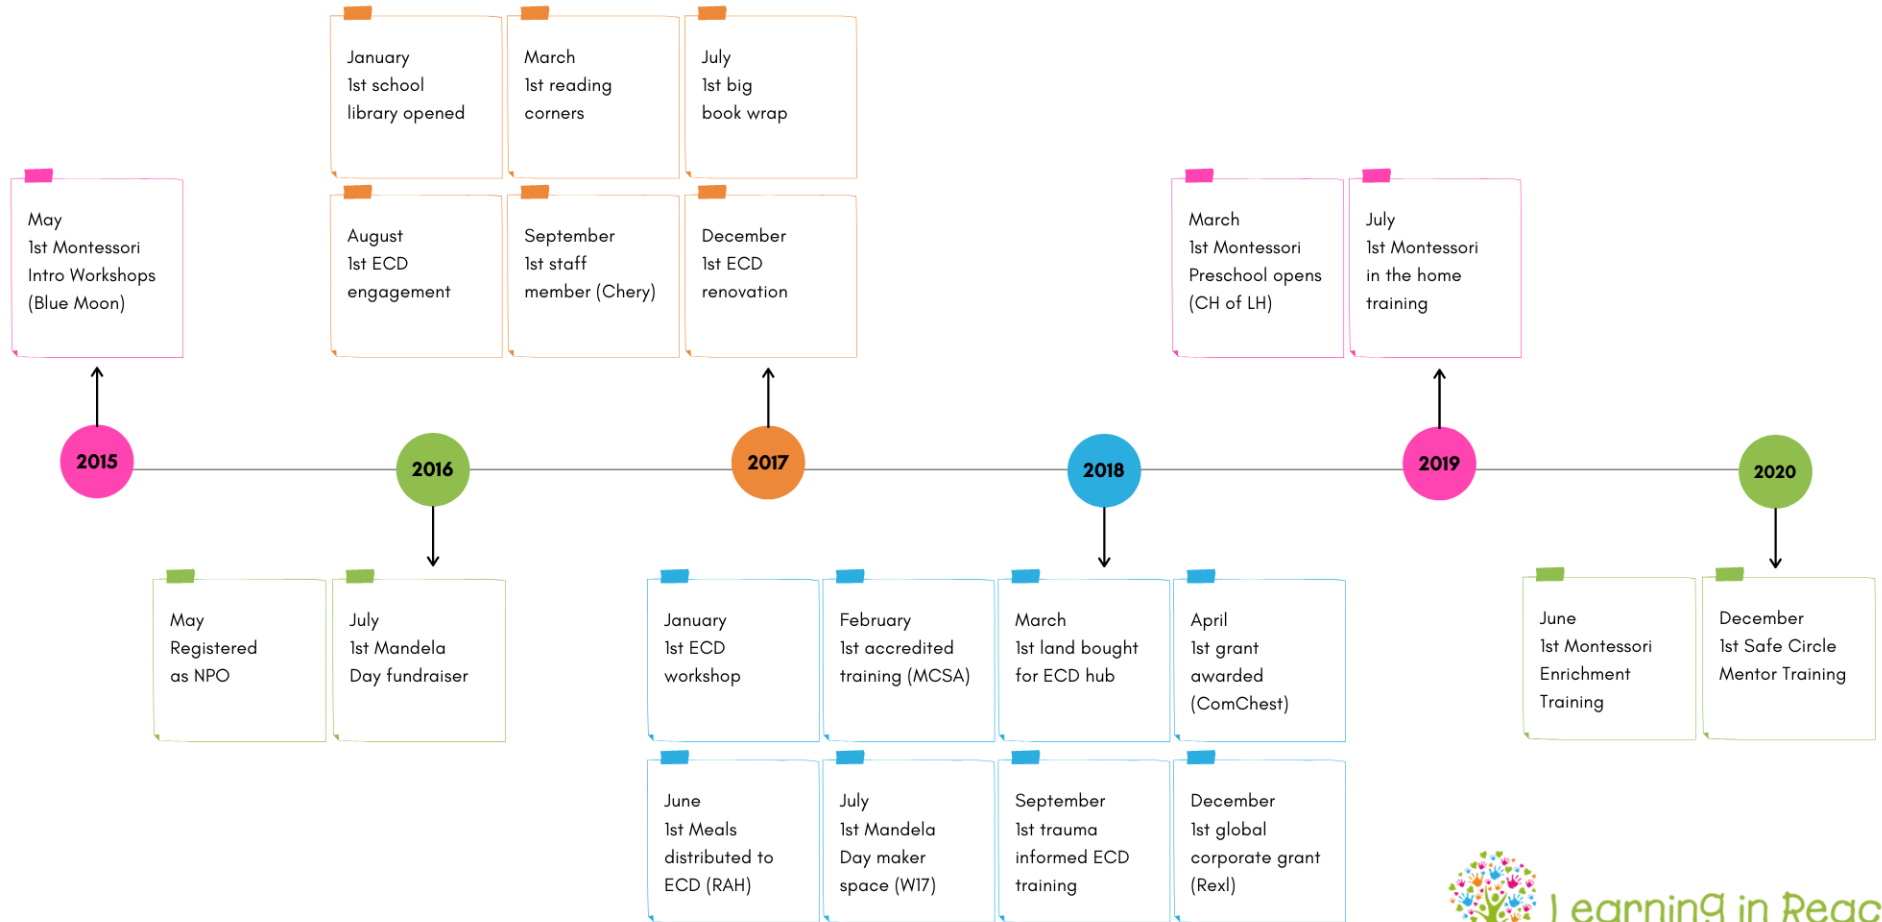 January
1st school
library opened
March
1st reading
corners
July
1st big
book wrap
May
1st Montessori
Intro Workshops
(Blue Moon)
August
1st ECD
engagement
September
1st staff
member (Chery)
December
1st ECD
renovation
March
1st Montessori
Preschool opens
(CH of LH)
July
1st Montessori
in the home
training
2015
2016
2017
2018
2019
2020
May
Registered
as NPO
July
1st Mandela
Day fundraiser
January
1st ECD
workshop
February
1st accredited
training (MCSA)
March
1st land bought
for ECD hub
April
1st grant
awarded
(ComChest)
June
1st Montessori
Enrichment
Training
December
1st Safe Circle
Mentor Training
June
1st Meals
distributed to
ECD (RAH)
July
1st Mandela
Day maker
space (W17)
September
1st trauma
informed ECD
training
December
1st global
corporate grant
(Rexl)
Learning in Reac